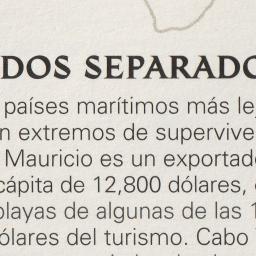 DOS SEPARADO
países marítimos más le
n extremos de supervive
Mauricio es un exportado
cápita de 12,800 dólares,
playas de algunas de las 1
ólares del turismo. Cabo